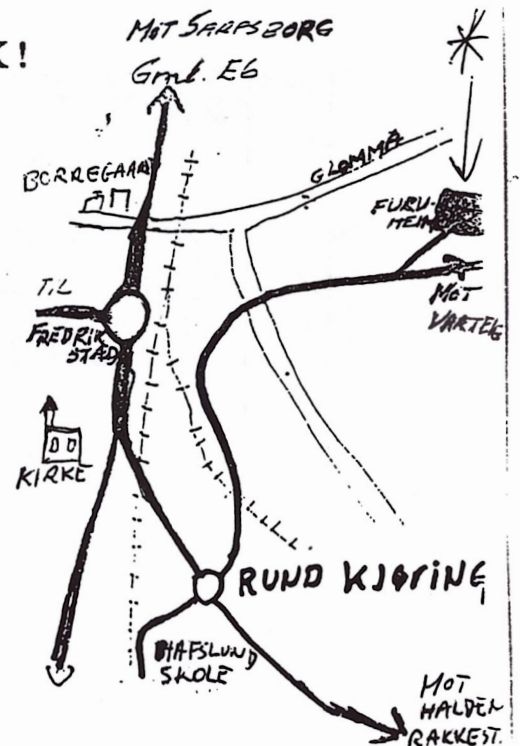 K!
MOT SARPSBORG
Gml. E6
BORREGAARD
GLOMMA
FURU-
HEIM
TIL
FREDRIK
STAD
MOT
VARTEIG
KIRKE
RUND KJØRING
HAFSLUND
SKOLE
MOT
HALDEN
RAKKEST.